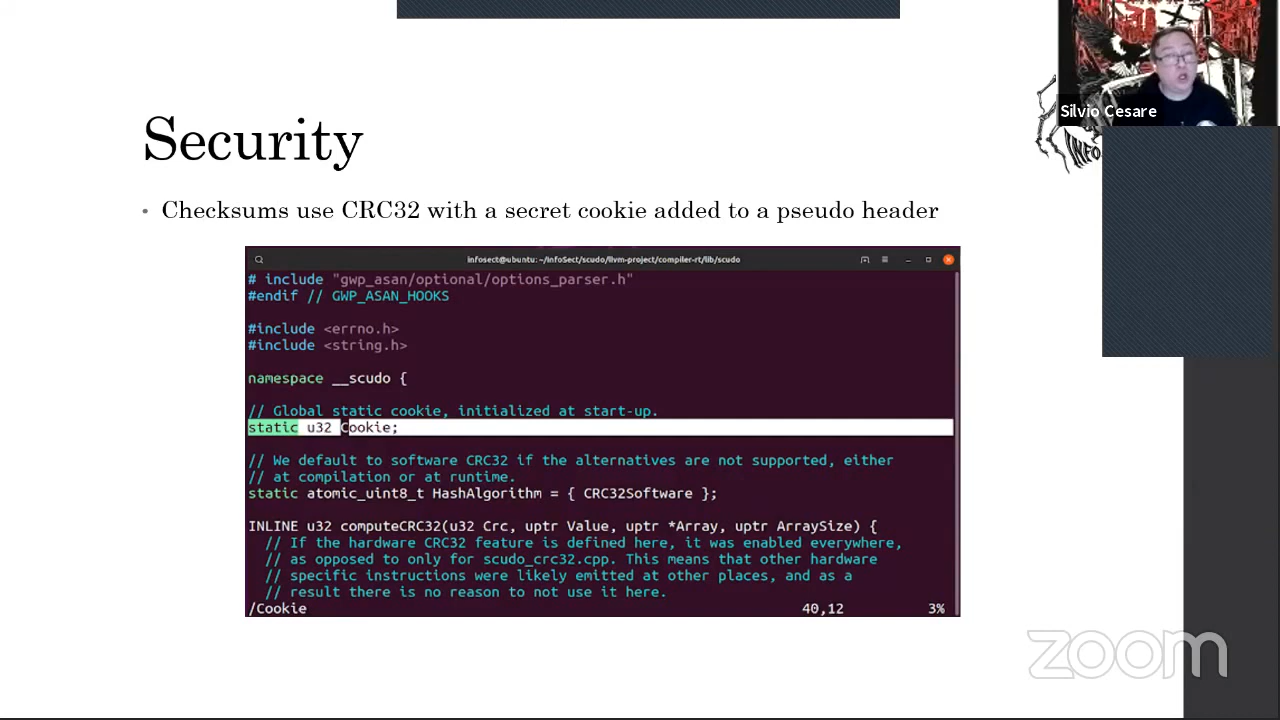 Silvio Cesare
INFO
Security
• Checksums use CRC32 with a secret cookie added to a pseudo header
infosect@ubuntu: ~/InfoSect/scudo/llvm-project/compiler-rt/lib/scudo
# include "gwp_asan/optional/options_parser.h"
#endif // GWP_ASAN_HOOKS
#include <errno.h>
#include <string.h>
namespace __scudo {
// Global static cookie, initialized at start-up.
static u32 Cookie;
// We default to software CRC32 if the alternatives are not supported, either
// at compilation or at runtime.
static atomic_uint8_t HashAlgorithm = { CRC32Software };
INLINE u32 computeCRC32(u32 Crc, uptr Value, uptr *Array, uptr ArraySize) {
// If the hardware CRC32 feature is defined here, it was enabled everywhere,
// as opposed to only for scudo_crc32.cpp. This means that other hardware
// specific instructions were likely emitted at other places, and as a
// result there is no reason to not use it here.
/Cookie 40,12 3%
zoom